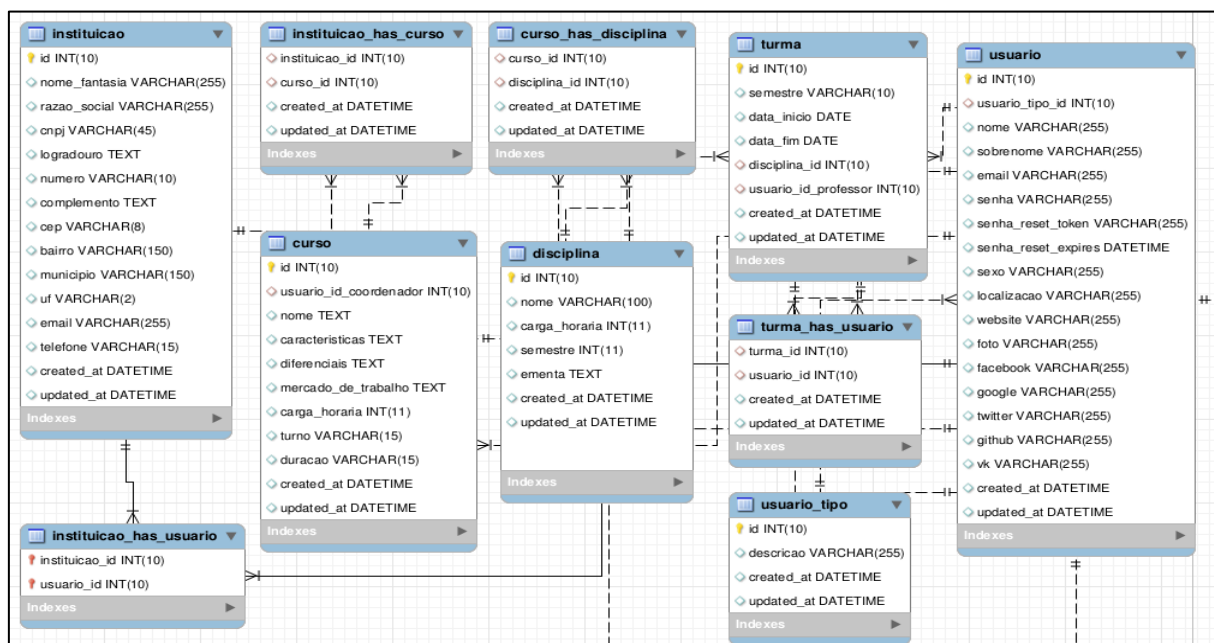 instituicao
id INT(10)
nome_fantasia VARCHAR(255)
razao_social VARCHAR(255)
cnpj VARCHAR(45)
logradouro TEXT
numero VARCHAR(10)
complemento TEXT
cep VARCHAR(8)
bairro VARCHAR(150)
municipio VARCHAR(150)
uf VARCHAR(2)
email VARCHAR(255)
telefone VARCHAR(15)
created_at DATETIME
updated_at DATETIME
Indexes
instituicao_has_curso
instituicao_id INT(10)
curso_id INT(10)
created_at DATETIME
updated_at DATETIME
Indexes
curso_has_disciplina
curso_id INT(10)
disciplina_id INT(10)
created_at DATETIME
updated_at DATETIME
Indexes
turma
id INT(10)
semestre VARCHAR(10)
data_inicio DATE
data_fim DATE
disciplina_id INT(10)
usuario_id_professor INT(10)
created_at DATETIME
updated_at DATETIME
Indexes
usuario
id INT(10)
usuario_tipo_id INT(10)
nome VARCHAR(255)
sobrenome VARCHAR(255)
email VARCHAR(255)
senha VARCHAR(255)
senha_reset_token VARCHAR(255)
senha_reset_expires DATETIME
sexo VARCHAR(255)
localizacao VARCHAR(255)
website VARCHAR(255)
foto VARCHAR(255)
facebook VARCHAR(255)
google VARCHAR(255)
twitter VARCHAR(255)
github VARCHAR(255)
vk VARCHAR(255)
created_at DATETIME
updated_at DATETIME
Indexes
curso
id INT(10)
usuario_id_coordenador INT(10)
nome TEXT
caracteristicas TEXT
diferenciais TEXT
mercado_de_trabalho TEXT
carga_horaria INT(11)
turno VARCHAR(15)
duracao VARCHAR(15)
created_at DATETIME
updated_at DATETIME
Indexes
disciplina
id INT(10)
nome VARCHAR(100)
carga_horaria INT(11)
semestre INT(11)
ementa TEXT
created_at DATETIME
updated_at DATETIME
Indexes
turma_has_usuario
turma_id INT(10)
usuario_id INT(10)
created_at DATETIME
updated_at DATETIME
Indexes
usuario_tipo
id INT(10)
descricao VARCHAR(255)
created_at DATETIME
updated_at DATETIME
Indexes
instituicao_has_usuario
instituicao_id INT(10)
usuario_id INT(10)
Indexes